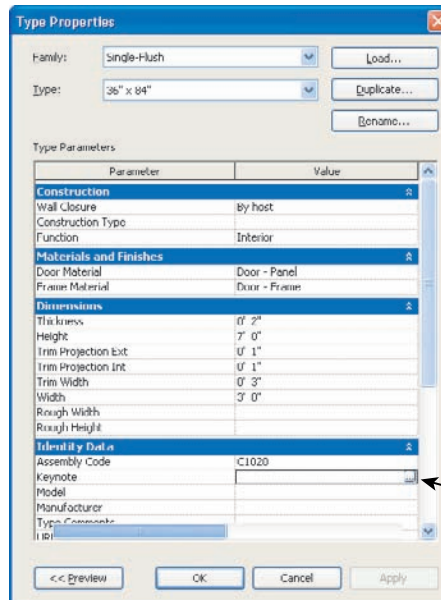 Type Properties
Family: Single-Flush Load...
Type: 36" x 84" Duplicate...
Rename...
Type Parameters
Parameter Value
Construction
Wall Closure By host
Construction Type
Function Interior
Materials and Finishes
Door Material Door - Panel
Frame Material Door - Frame
Dimensions
Thickness 0' 2"
Height 7' 0"
Trim Projection Ext 0' 1"
Trim Projection Int 0' 1"
Trim Width 0' 3"
Width 3' 0"
Rough Width
Rough Height
Identity Data
Assembly Code C1020
Keynote ...
Model
Manufacturer
Type Comments
URL
<< Preview OK Cancel Apply